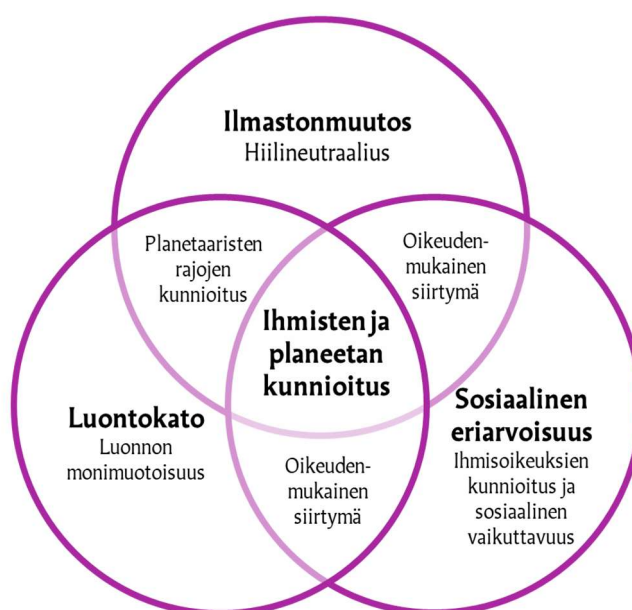 Ilmastonmuutos
Hiilineutraalius
Planetaaristen
rajojen
kunnioitus
Oikeuden-
mukainen
siirtymä
Ihmisten ja
planeetan
kunnioitus
Luontokato
Luonnon
monimuotoisuus
Sosiaalinen
eriarvoisuus
Ihmisoikeuksien
kunnioitus ja
sosiaalinen
vaikuttavuus
Oikeuden-
mukainen
siirtymä